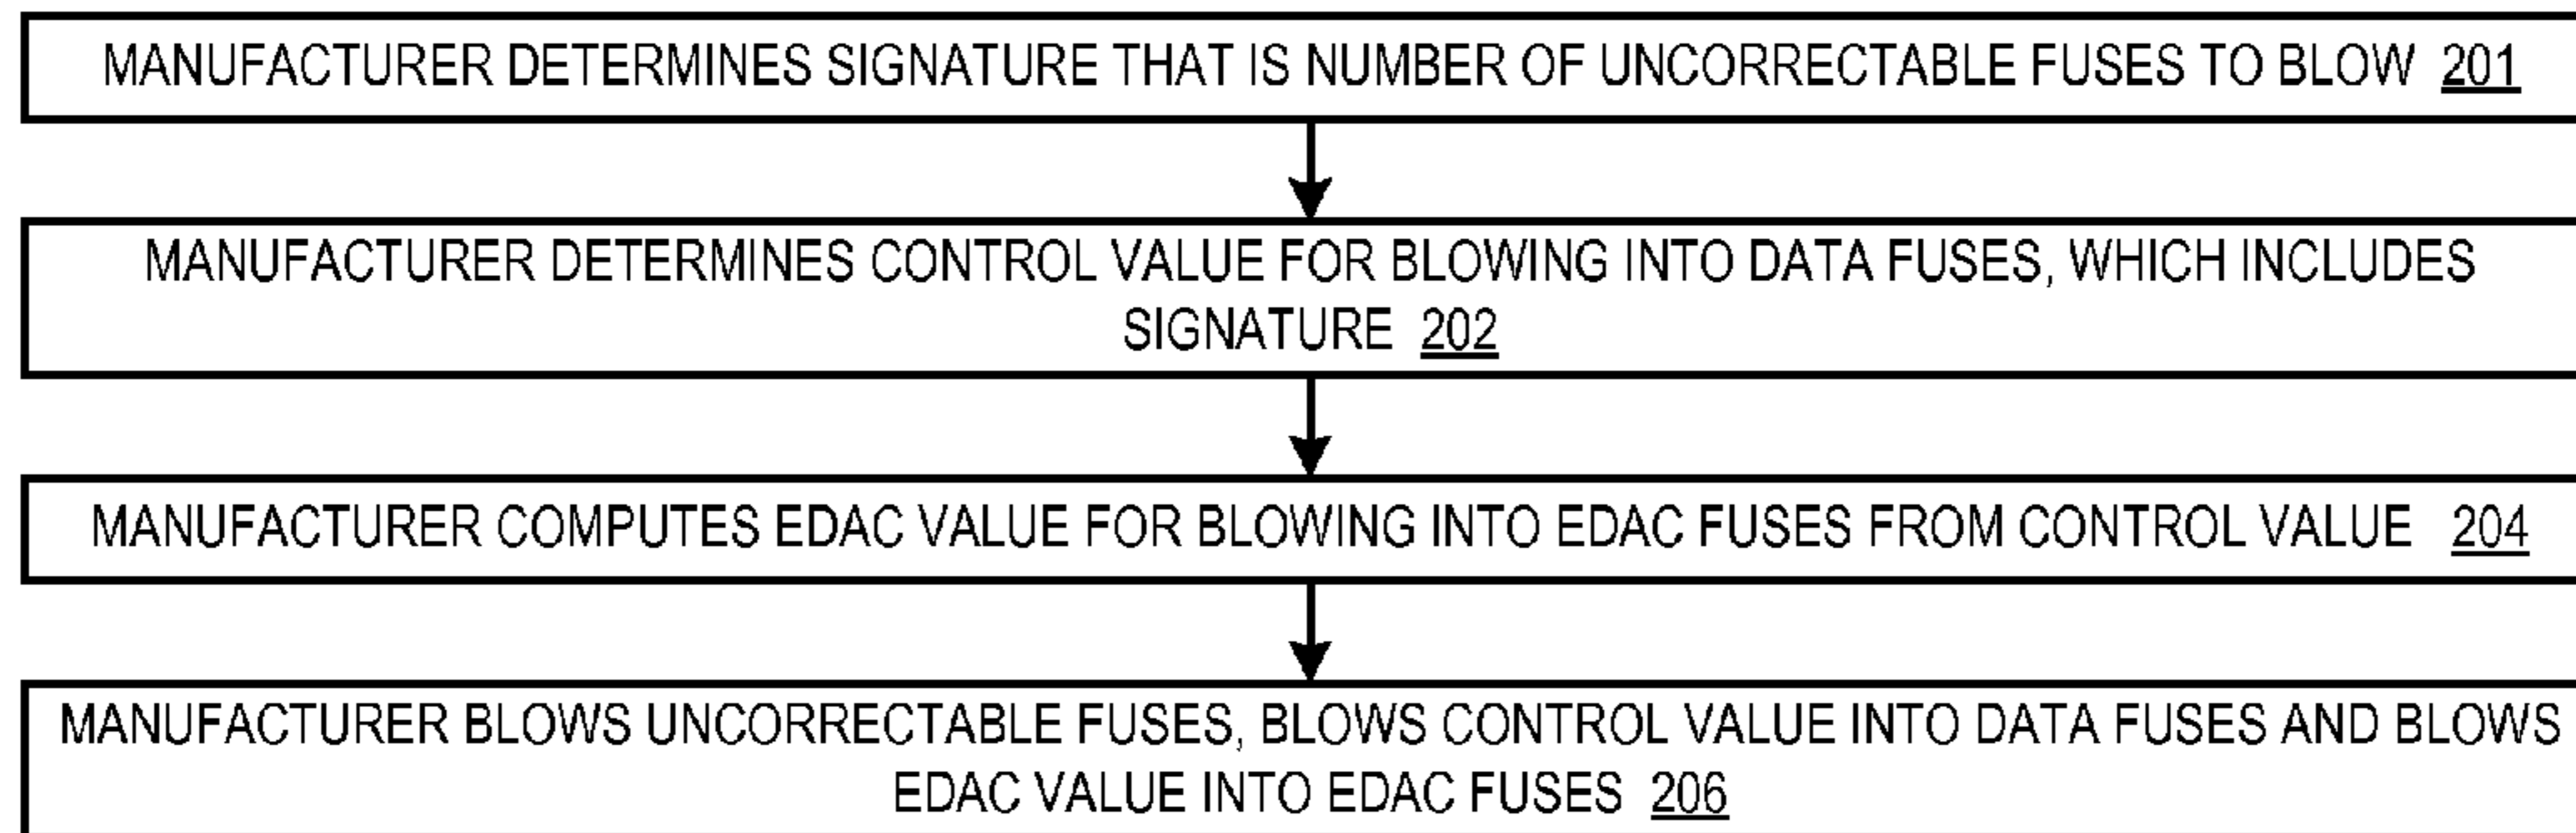 MANUFACTURER DETERMINES SIGNATURE THAT IS NUMBER OF UNCORRECTABLE FUSES TO BLOW 201
MANUFACTURER DETERMINES CONTROL VALUE FOR BLOWING INTO DATA FUSES, WHICH INCLUDES
SIGNATURE 202
MANUFACTURER COMPUTES EDAC VALUE FOR BLOWING INTO EDAC FUSES FROM CONTROL VALUE 204
MANUFACTURER BLOWS UNCORRECTABLE FUSES, BLOWS CONTROL VALUE INTO DATA FUSES AND BLOWS
EDAC VALUE INTO EDAC FUSES 206